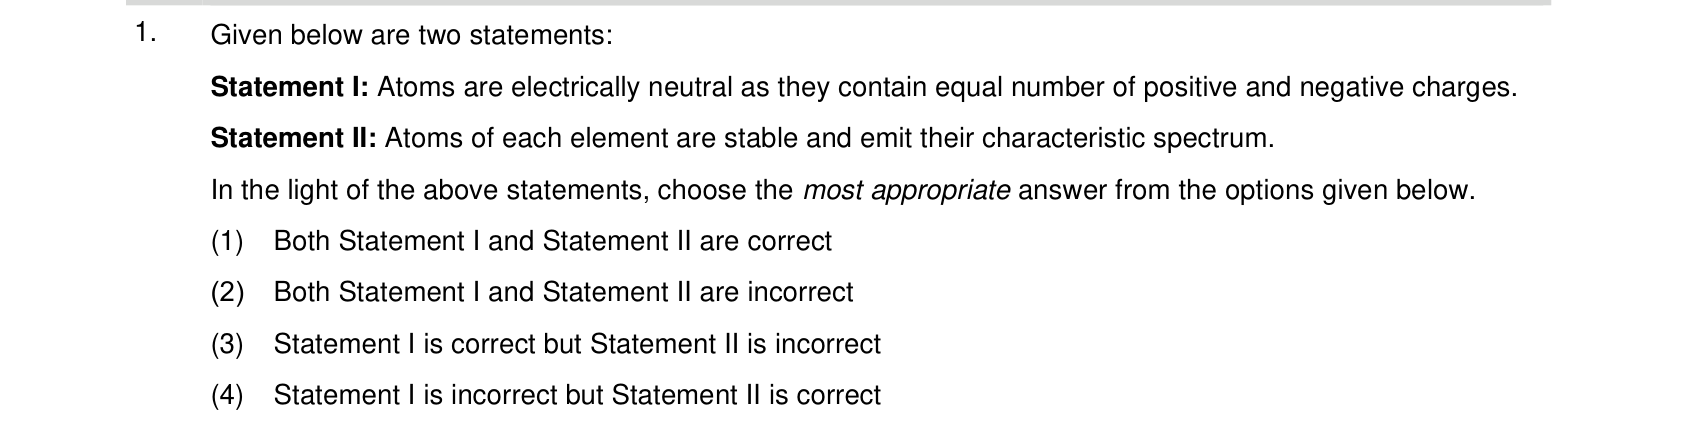 1. Given below are two statements:
Statement I: Atoms are electrically neutral as they contain equal number of positive and negative charges.
Statement II: Atoms of each element are stable and emit their characteristic spectrum.
In the light of the above statements, choose the most appropriate answer from the options given below.
(1) Both Statement I and Statement II are correct
(2) Both Statement I and Statement II are incorrect
(3) Statement I is correct but Statement II is incorrect
(4) Statement I is incorrect but Statement II is correct